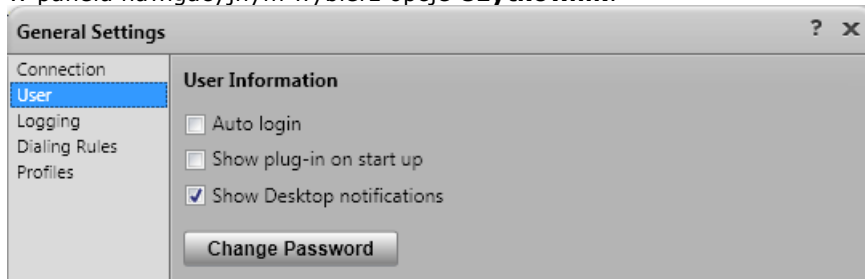 General Settings ? x
Connection
User
Logging
Dialing Rules
Profiles
User Information
Auto login
Show plug-in on start up
Show Desktop notifications
Change Password